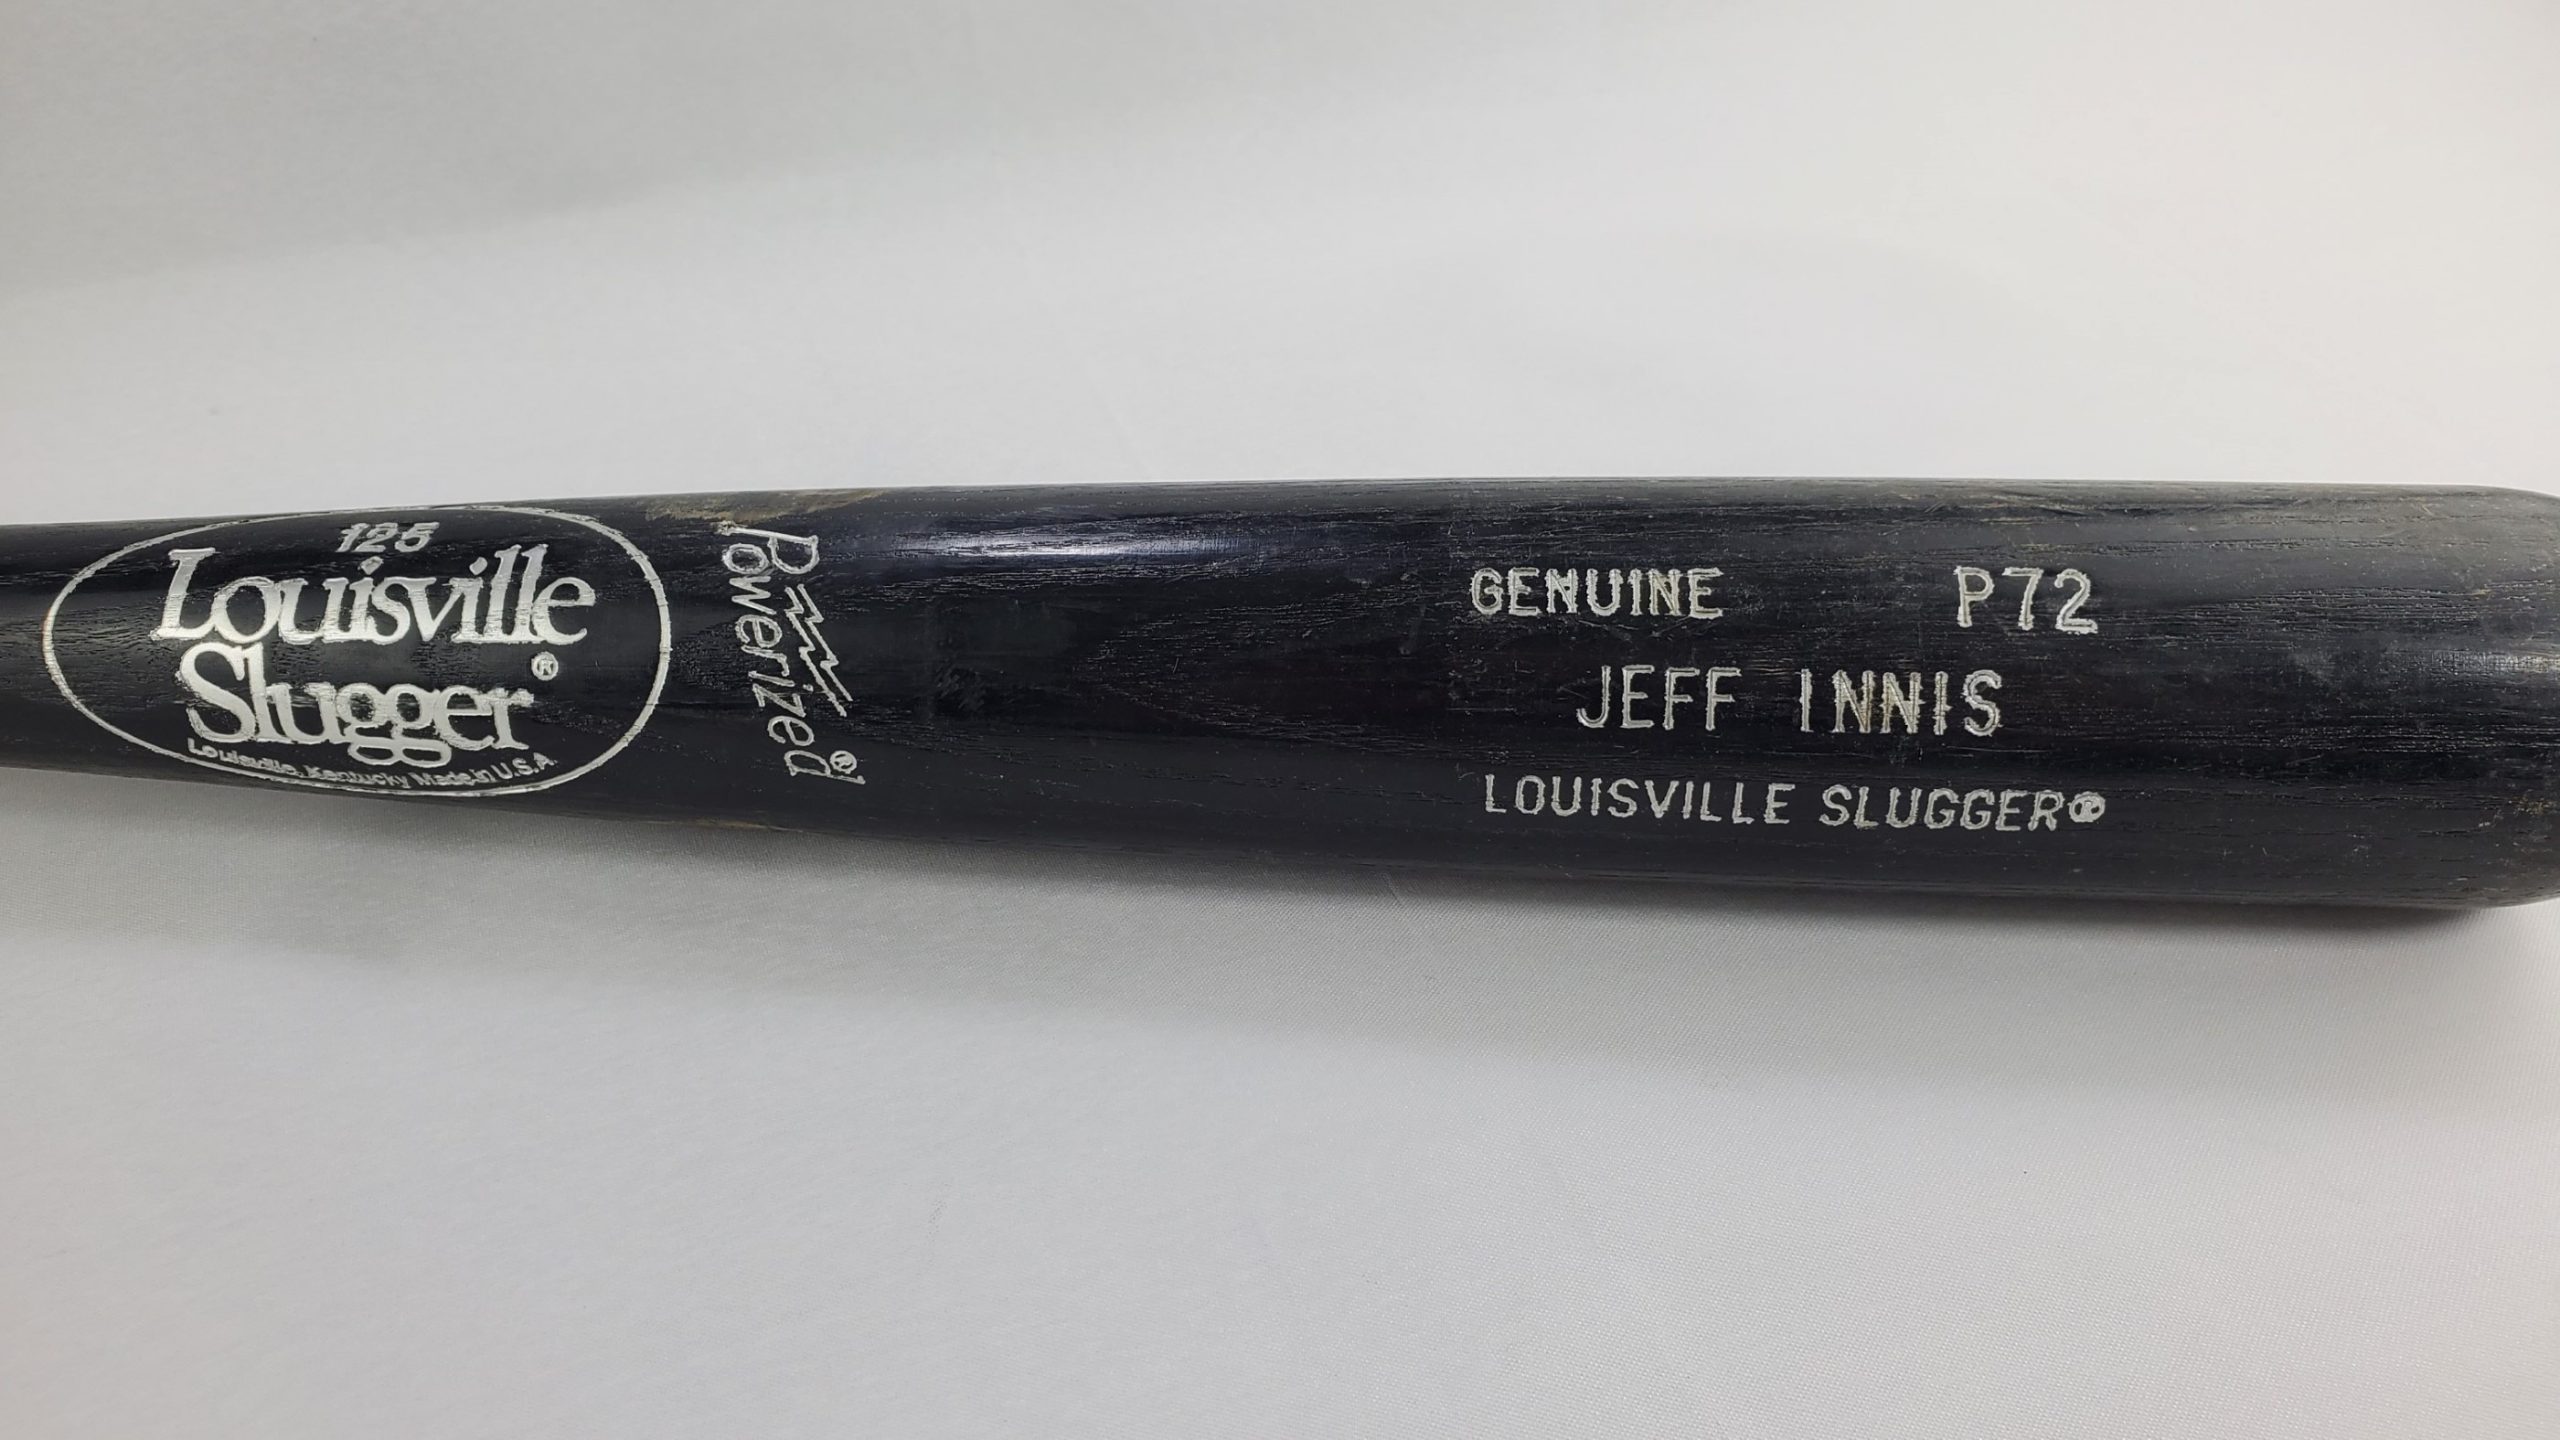 125
Louisville
Slugger®
Louisville, Kentucky Made in U.S.A.
Powerized®
GENUINE P72
JEFF INNIS
LOUISVILLE SLUGGER®